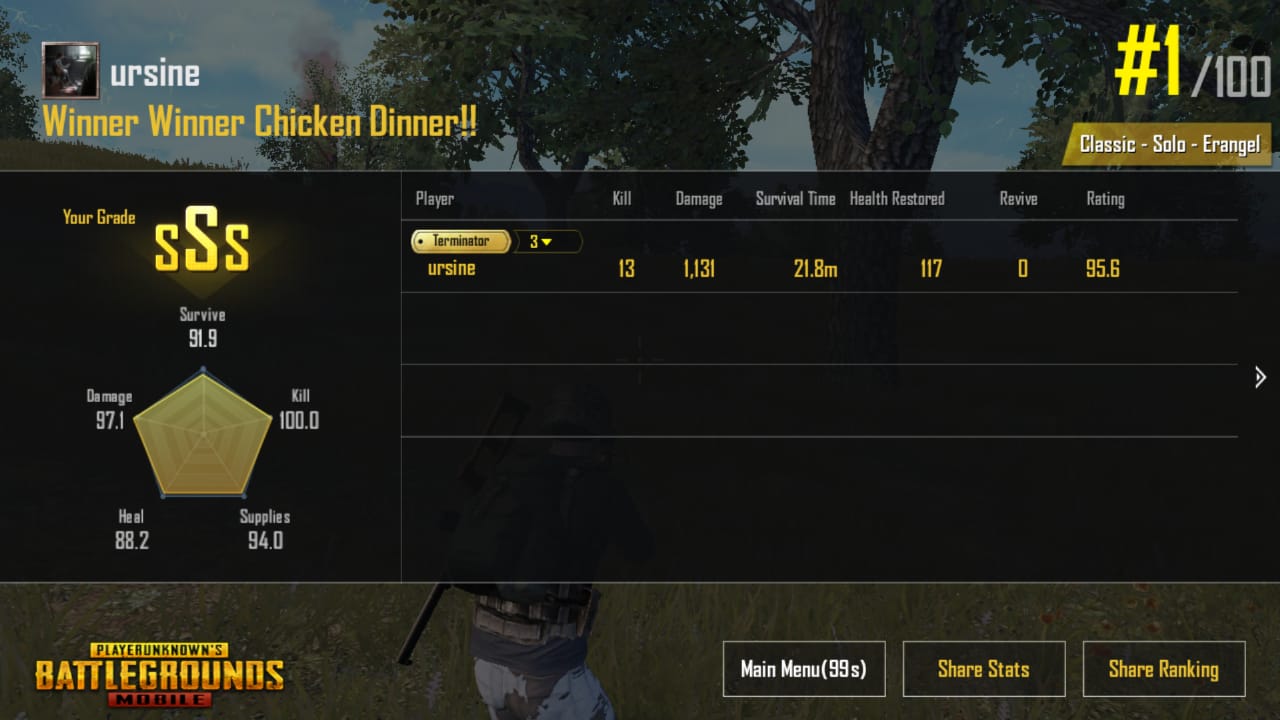 ursine
Winner Winner Chicken Dinner!!
#1/100
Classic - Solo - Erangel
Your Grade
SSS
Survive
91.9
Damage
97.1
Kill
100.0
Heal
88.2
Supplies
94.0
Player Kill Damage Survival Time Health Restored Revive Rating
Terminator 3
ursine 13 1,131 21.8m 117 0 95.6
PLAYERUNKNOWN'S
BATTLEGROUNDS
MOBILE
Main Menu(99s) Share Stats Share Ranking